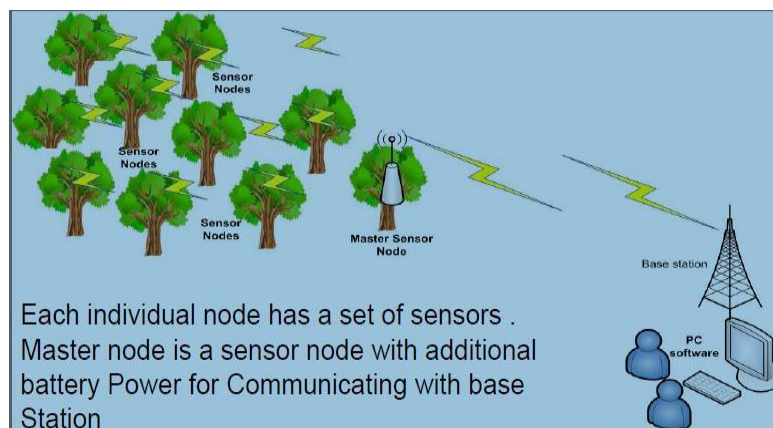 Sensor
Nodes
Sensor
Nodes
Sensor
Nodes
Master Sensor
Node
Base station
PC
software
Each individual node has a set of sensors .
Master node is a sensor node with additional
battery Power for Communicating with base
Station